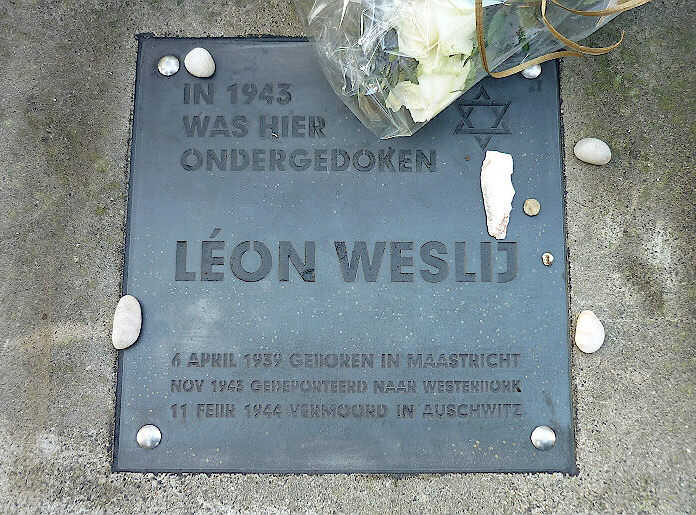 IN 1943
WAS HIER
ONDERGEDOKEN
LÉON WESLIJ
6 APRIL 1939 GEBOREN IN MAASTRICHT
NOV 1943 GEDEPORTEERD NAAR WESTERBORK
11 FEBR 1944 VERMOORD IN AUSCHWITZ